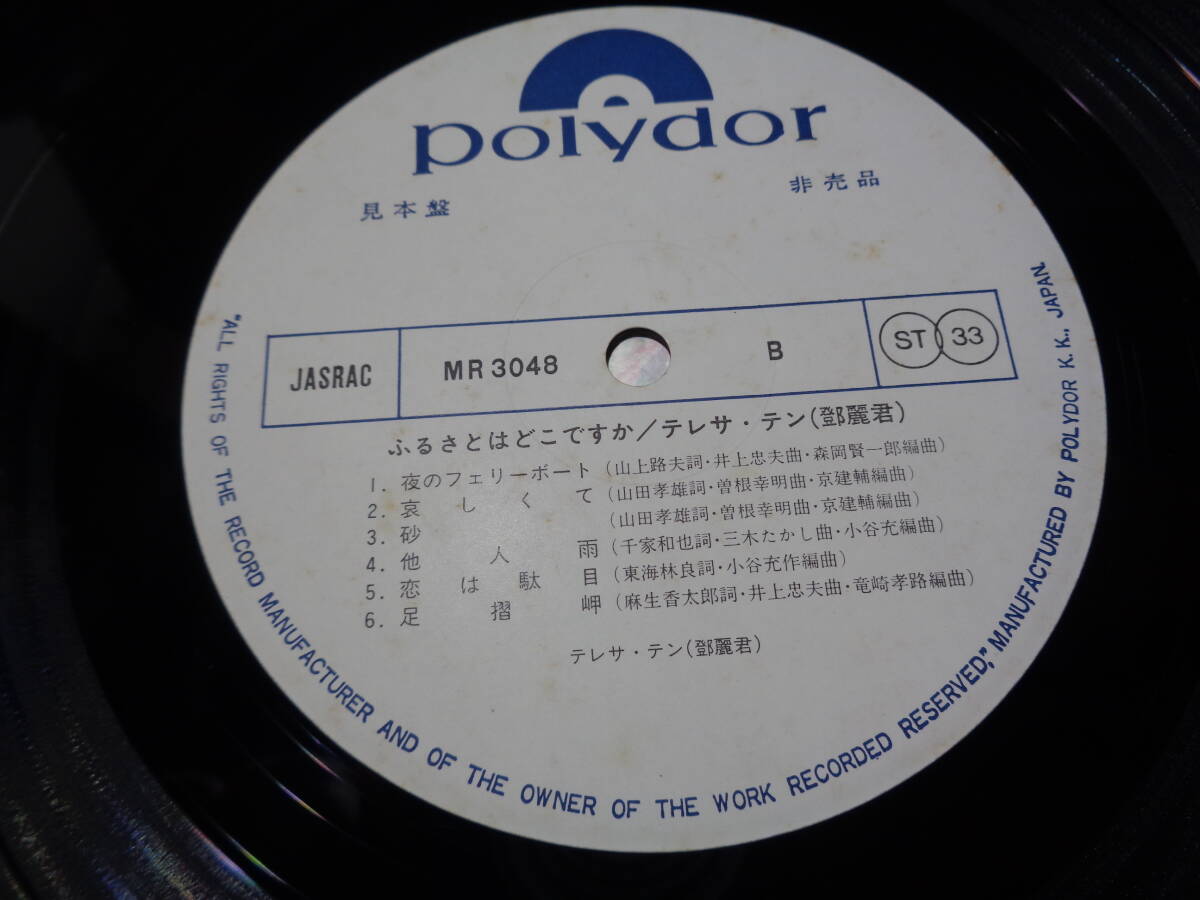 polydor
見本盤 非売品
JASRAC MR 3048 B ST 33
ふるさとはどこですか/テレサ・テン(鄧麗君)
1. 夜のフェリーボート (山上路夫詞・井上忠夫曲・森岡賢一郎編曲)
2. 哀しくて (山田孝雄詞・曽根幸明曲・京建輔編曲)
3. 砂 (山田孝雄詞・曽根幸明曲・京建輔編曲)
4. 他人雨 (千家和也詞・三木たかし曲・小谷充編曲)
5. 恋は駄目 (東海林良詞・小谷充作編曲)
6. 足摺岬 (麻生香太郎詞・井上忠夫曲・竜崎孝路編曲)
テレサ・テン(鄧麗君)
"ALL RIGHTS OF THE RECORD MANUFACTURER AND OF THE OWNER OF THE WORK RECORDED RESERVED," MANUFACTURED BY POLYDOR K. K., JAPAN.